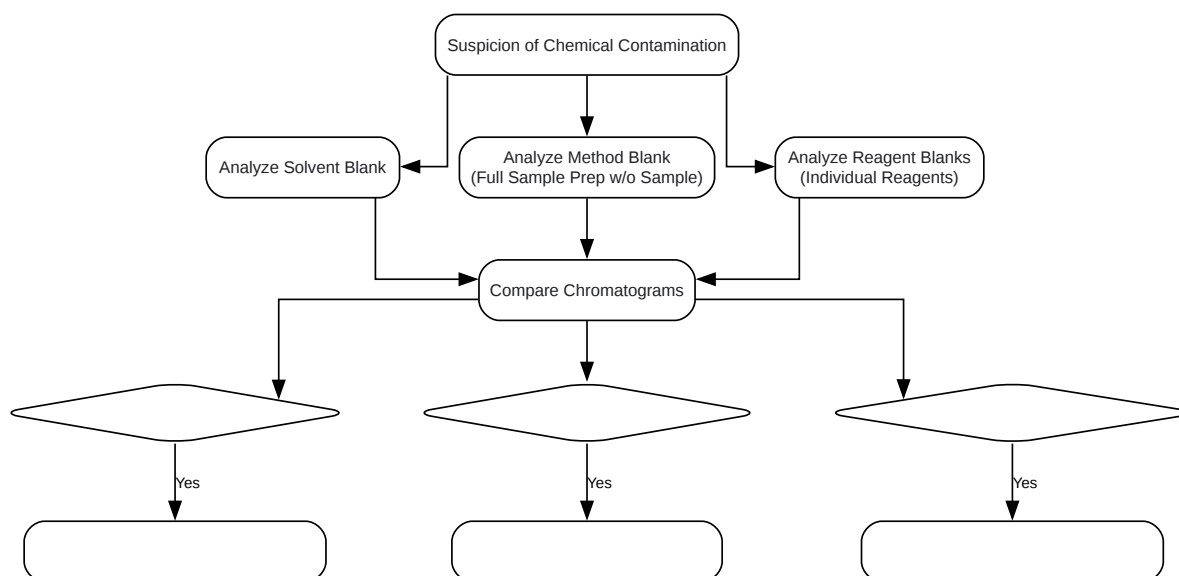 Suspicion of Chemical Contamination
Analyze Solvent Blank
Analyze Method Blank
(Full Sample Prep w/o Sample)
Analyze Reagent Blanks
(Individual Reagents)
Compare Chromatograms
Yes
Yes
Yes